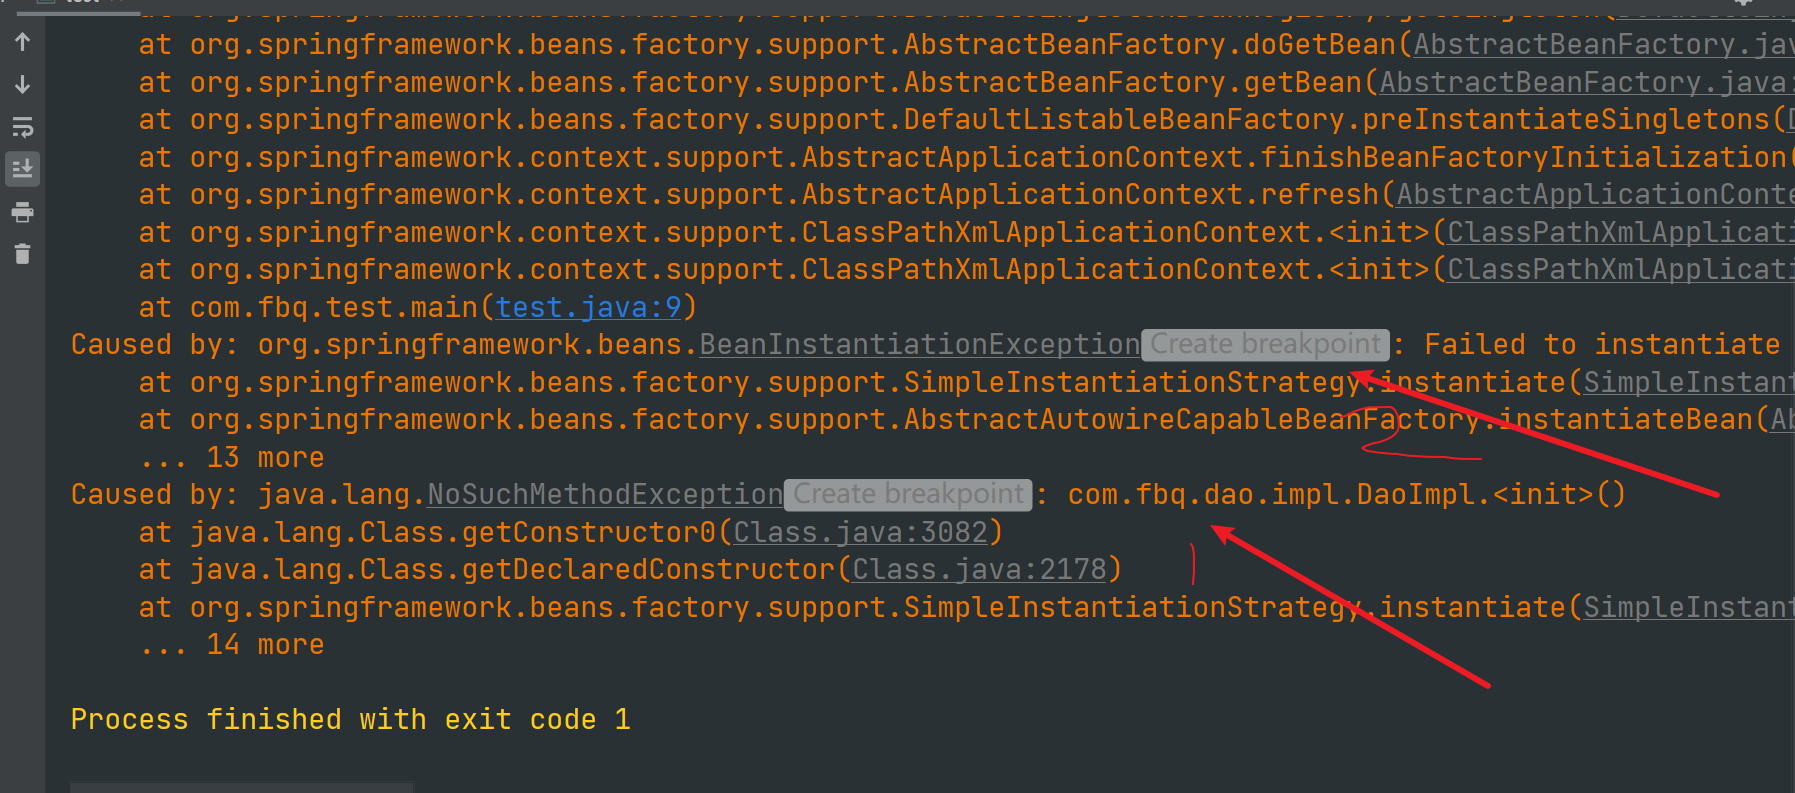 at org.springframework.beans.factory.support.AbstractBeanFactory.doGetBean(AbstractBeanFactory.jav
at org.springframework.beans.factory.support.AbstractBeanFactory.getBean(AbstractBeanFactory.java:
at org.springframework.beans.factory.support.DefaultListableBeanFactory.preInstantiateSingletons(D
at org.springframework.context.support.AbstractApplicationContext.finishBeanFactoryInitialization(
at org.springframework.context.support.AbstractApplicationContext.refresh(AbstractApplicationConte
at org.springframework.context.support.ClassPathXmlApplicationContext.<init>(ClassPathXmlApplicati
at org.springframework.context.support.ClassPathXmlApplicationContext.<init>(ClassPathXmlApplicati
at com.fbq.test.main(test.java:9)
Caused by: org.springframework.beans.BeanInstantiationException Create breakpoint : Failed to instantiate
at org.springframework.beans.factory.support.SimpleInstantiationStrategy.instantiate(SimpleInstant
at org.springframework.beans.factory.support.AbstractAutowireCapableBeanFactory.instantiateBean(Ab
... 13 more
Caused by: java.lang.NoSuchMethodException Create breakpoint : com.fbq.dao.impl.DaoImpl.<init>()
at java.lang.Class.getConstructor0(Class.java:3082)
at java.lang.Class.getDeclaredConstructor(Class.java:2178)
at org.springframework.beans.factory.support.SimpleInstantiationStrategy.instantiate(SimpleInstant
... 14 more
Process finished with exit code 1